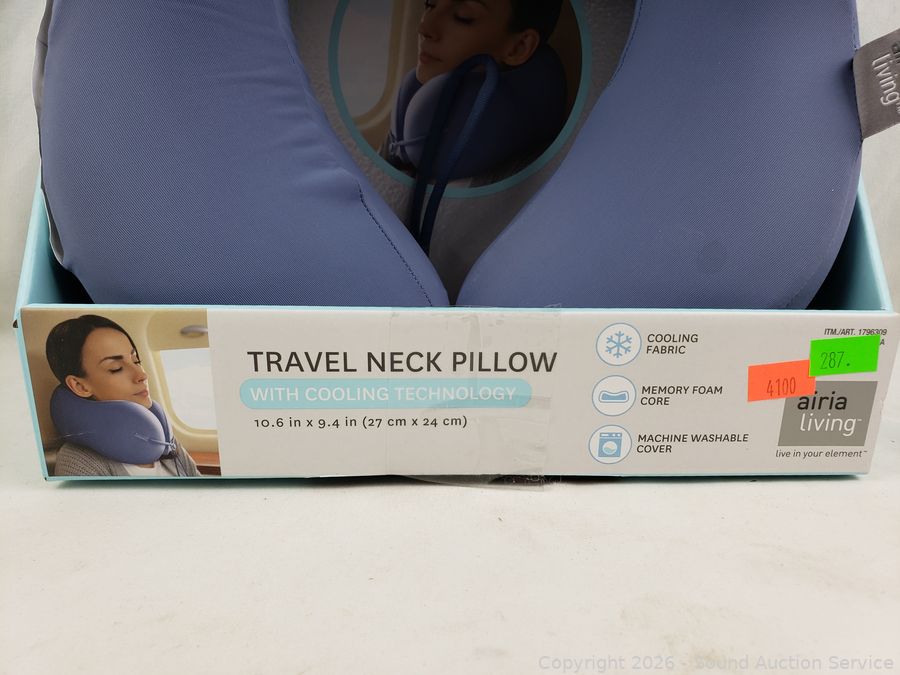 living
TRAVEL NECK PILLOW
WITH COOLING TECHNOLOGY
10.6 in x 9.4 in (27 cm x 24 cm)
COOLING
FABRIC
MEMORY FOAM
CORE
MACHINE WASHABLE
COVER
ITM./ART. 1796309
A
287.
4100
airia
living™
live in your element™
Copyright 2026 - Sound Auction Service